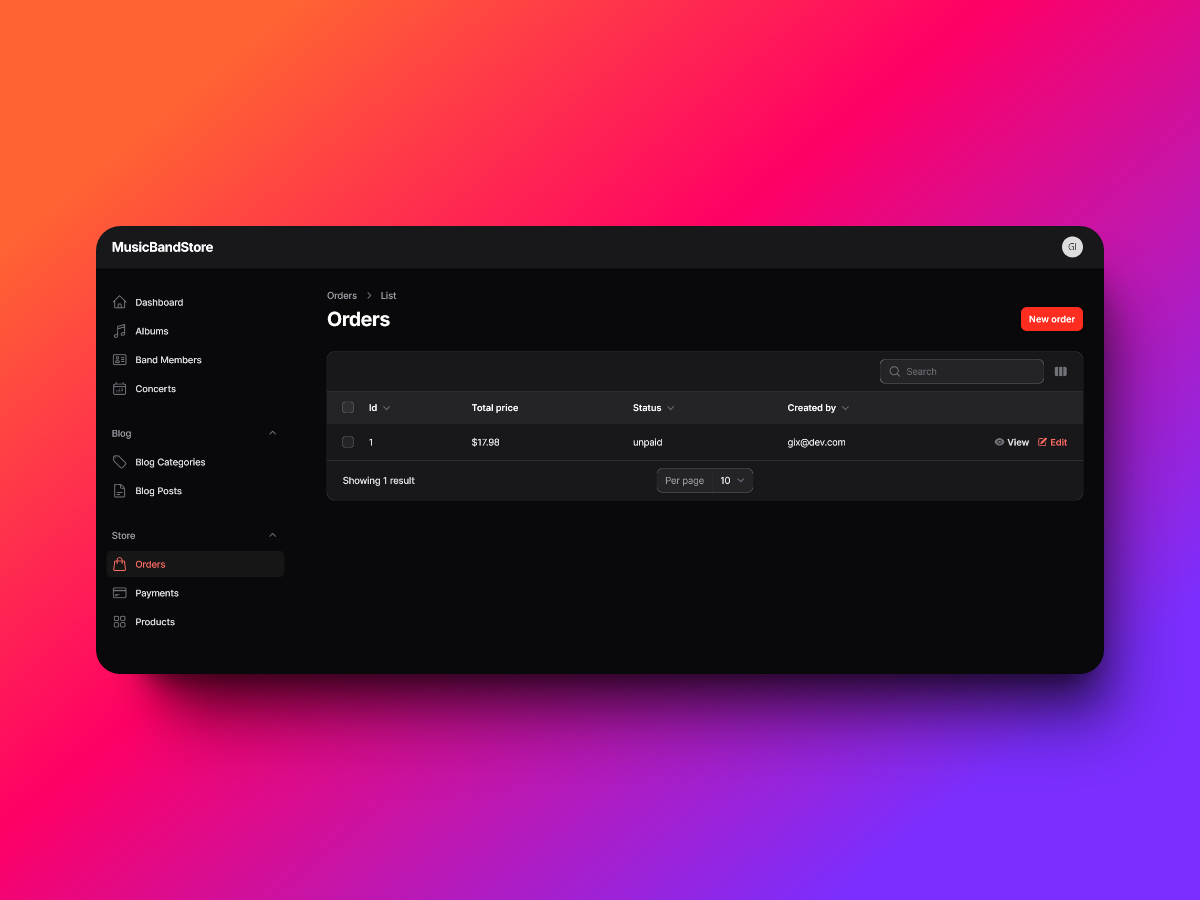 MusicBandStore
GI
Dashboard
Albums
Band Members
Concerts
Blog
Blog Categories
Blog Posts
Store
Orders
Payments
Products
Orders > List
Orders
New order
Search
Id Total price Status Created by
1 $17.98 unpaid gix@dev.com View Edit
Showing 1 result Per page 10